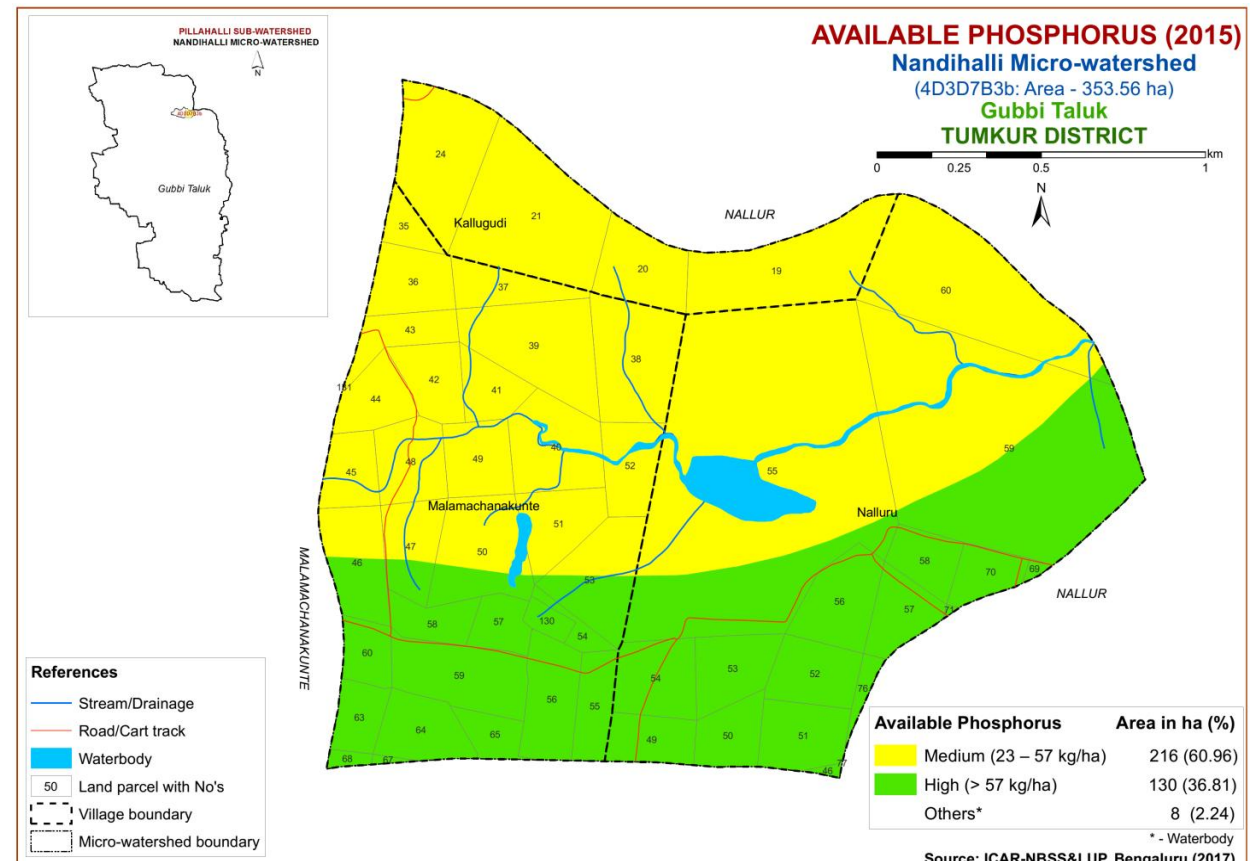 PILLAHALLI SUB-WATERSHED
NANDIHALLI MICRO-WATERSHED
N
Gubbi Taluk
AVAILABLE PHOSPHORUS (2015)
Nandihalli Micro-watershed
(4D3D7B3b: Area - 353.56 ha)
Gubbi Taluk
TUMKUR DISTRICT
km
0 0.25 0.5 1
N
24
21
NALLUR
35
Kallugudi
20
19
36
37
60
43
39
38
42
41
44
59
45
48
49
40
52
55
Malamachanakunte
51
Nalluru
47
50
46
53
58
70
69
MALAMACHANAKUNTE
NALLUR
58
57
130
54
56
57
71
60
59
54
53
52
76
63
64
65
56
55
49
50
51
68
67
46
77
References
Stream/Drainage
Road/Cart track
Waterbody
50 Land parcel with No's
Village boundary
Micro-watershed boundary
Available Phosphorus Area in ha (%)
Medium (23 – 57 kg/ha) 216 (60.96)
High (> 57 kg/ha) 130 (36.81)
Others* 8 (2.24)
* - Waterbody
Source: ICAR-NBSS&LUP, Bengaluru (2017)